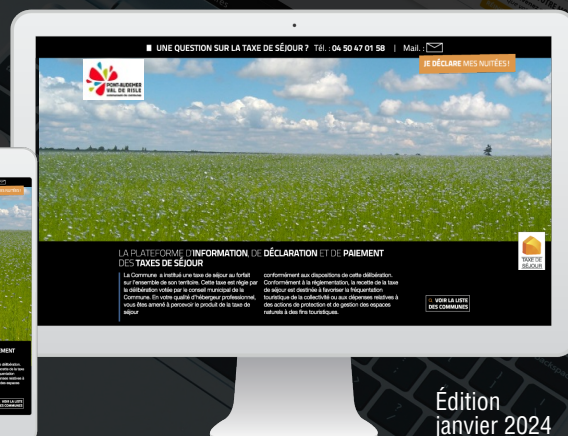 UNE QUESTION SUR LA TAXE DE SÉJOUR ? Tél. : 04 50 47 01 58 | Mail. :
JE DÉCLARE MES NUITÉES !
PONT-AUDEMER
VAL DE RISLE
LA PLATEFORME D'INFORMATION, DE DÉCLARATION ET DE PAIEMENT
DES TAXES DE SÉJOUR
La Commune a institué une taxe de séjour au forfait
sur l'ensemble de son territoire. Cette taxe est régie par
la délibération votée par le conseil municipal de la
Commune. En votre qualité d'hébergeur professionnel,
vous êtes amené à percevoir le produit de la taxe de
séjour
conformément aux dispositions de cette délibération.
Conformément à la réglementation, la recette de la taxe
de séjour est destinée à favoriser la fréquentation
touristique de la collectivité ou aux dépenses relatives à
des actions de protection et de gestion des espaces
naturels à des fins touristiques.
VOIR LA LISTE
DES COMMUNES
TAXE DE
SÉJOUR
Édition
janvier 2024